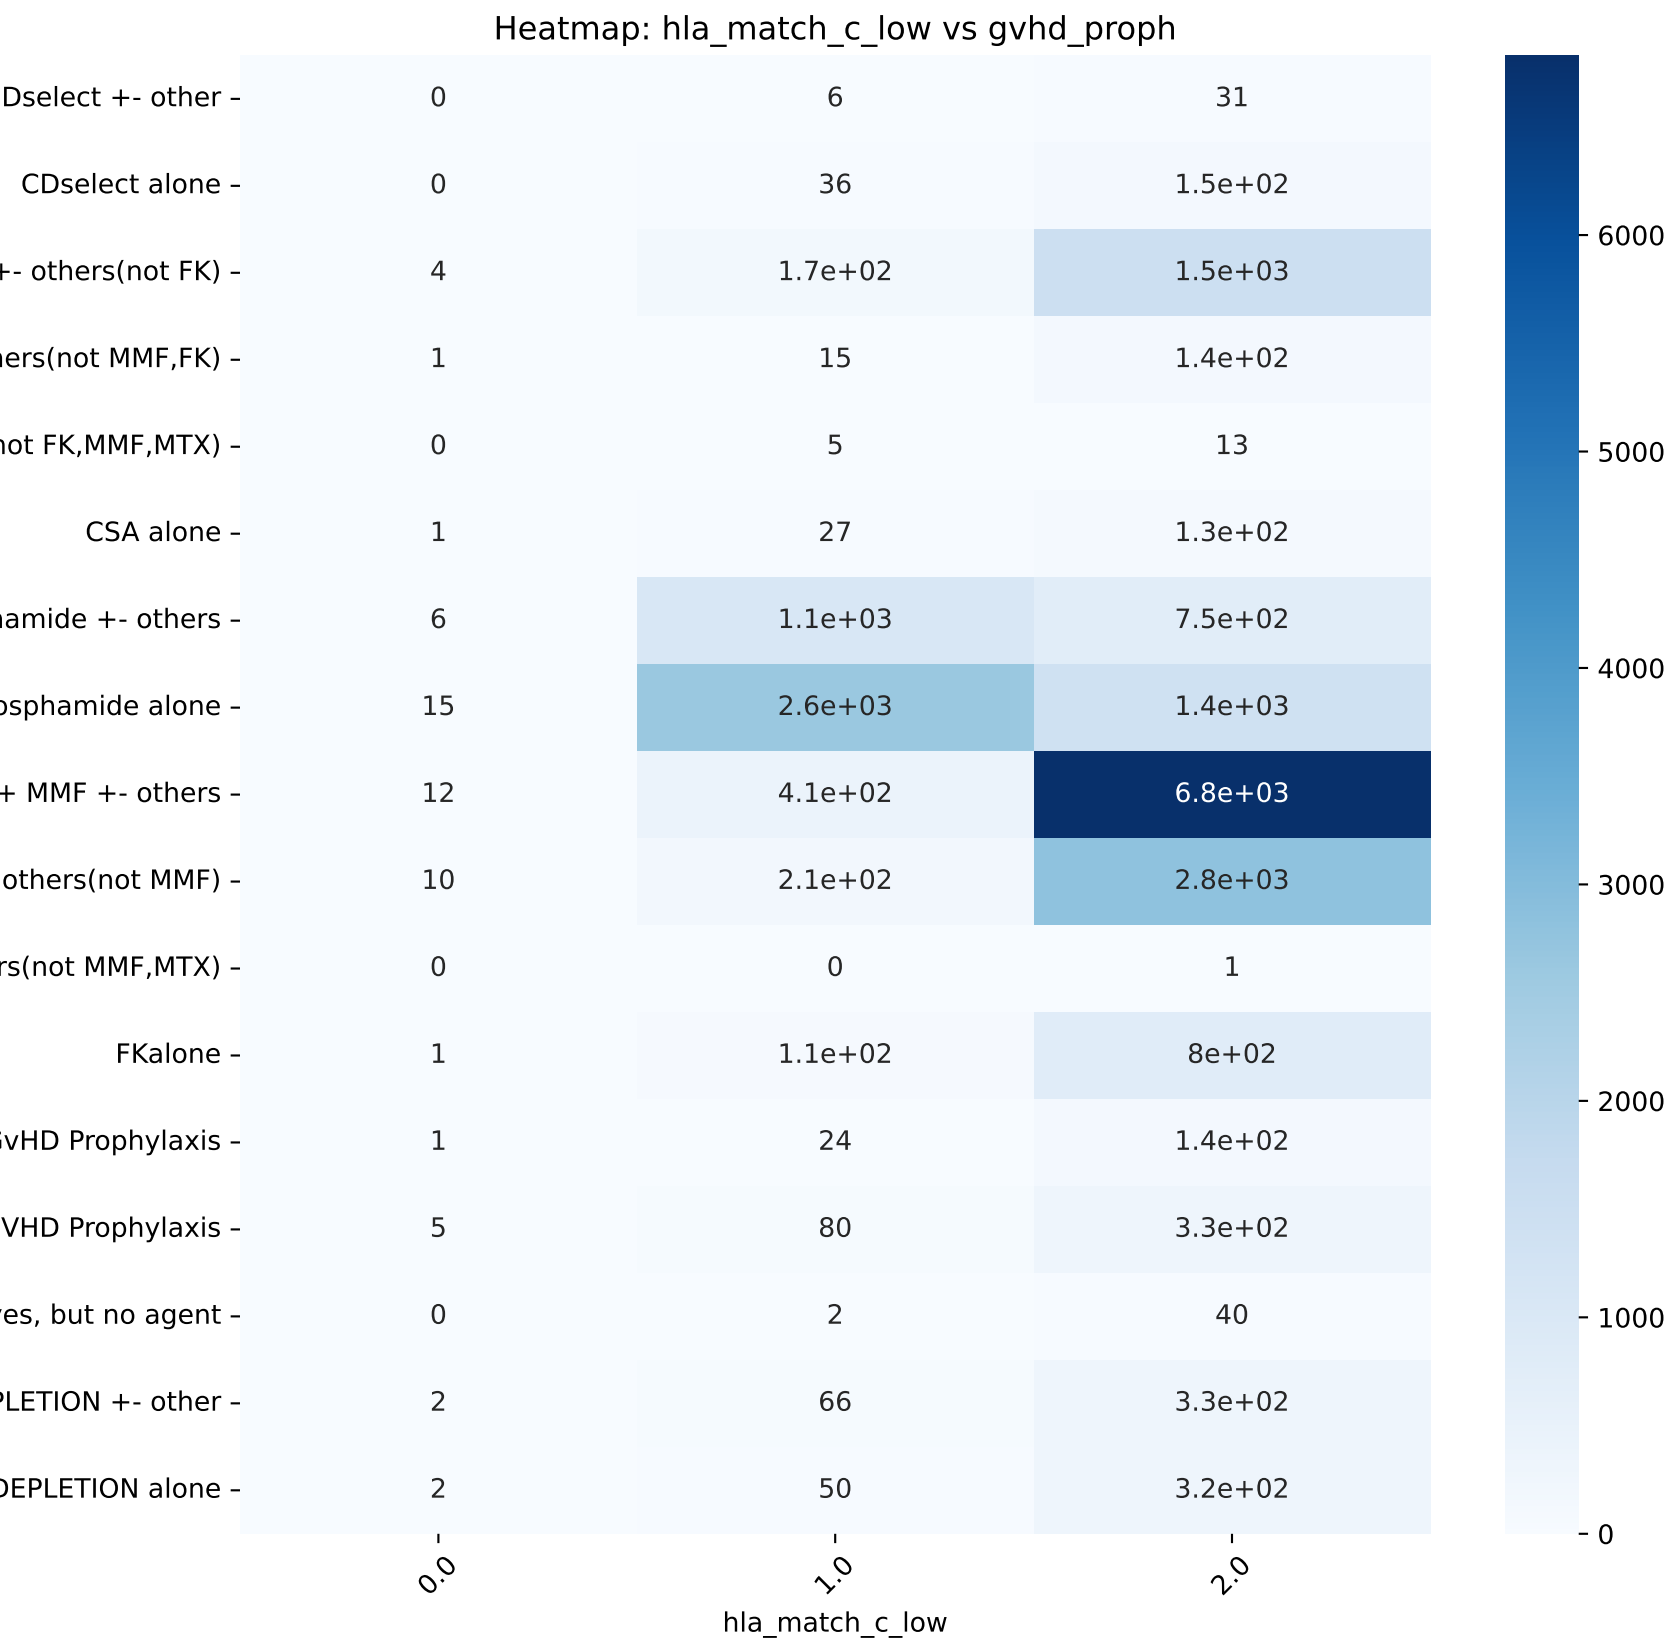 Heatmap: hla_match_c_low vs gvhd_proph
Dselect +- other 0 6 31
CDselect alone 0 36 1.5e+02
+- others(not FK) 4 1.7e+02 1.5e+03
ers(not MMF,FK) 1 15 1.4e+02
not FK,MMF,MTX) 0 5 13
CSA alone 1 27 1.3e+02
amide +- others 6 1.1e+03 7.5e+02
osphamide alone 15 2.6e+03 1.4e+03
+ MMF +- others 12 4.1e+02 6.8e+03
others(not MMF) 10 2.1e+02 2.8e+03
rs(not MMF,MTX) 0 0 1
FKalone 1 1.1e+02 8e+02
GvHD Prophylaxis 1 24 1.4e+02
VHD Prophylaxis 5 80 3.3e+02
yes, but no agent 0 2 40
PLETION +- other 2 66 3.3e+02
DEPLETION alone 2 50 3.2e+02
0.0 1.0 2.0
hla_match_c_low
6000
5000
4000
3000
2000
1000
0